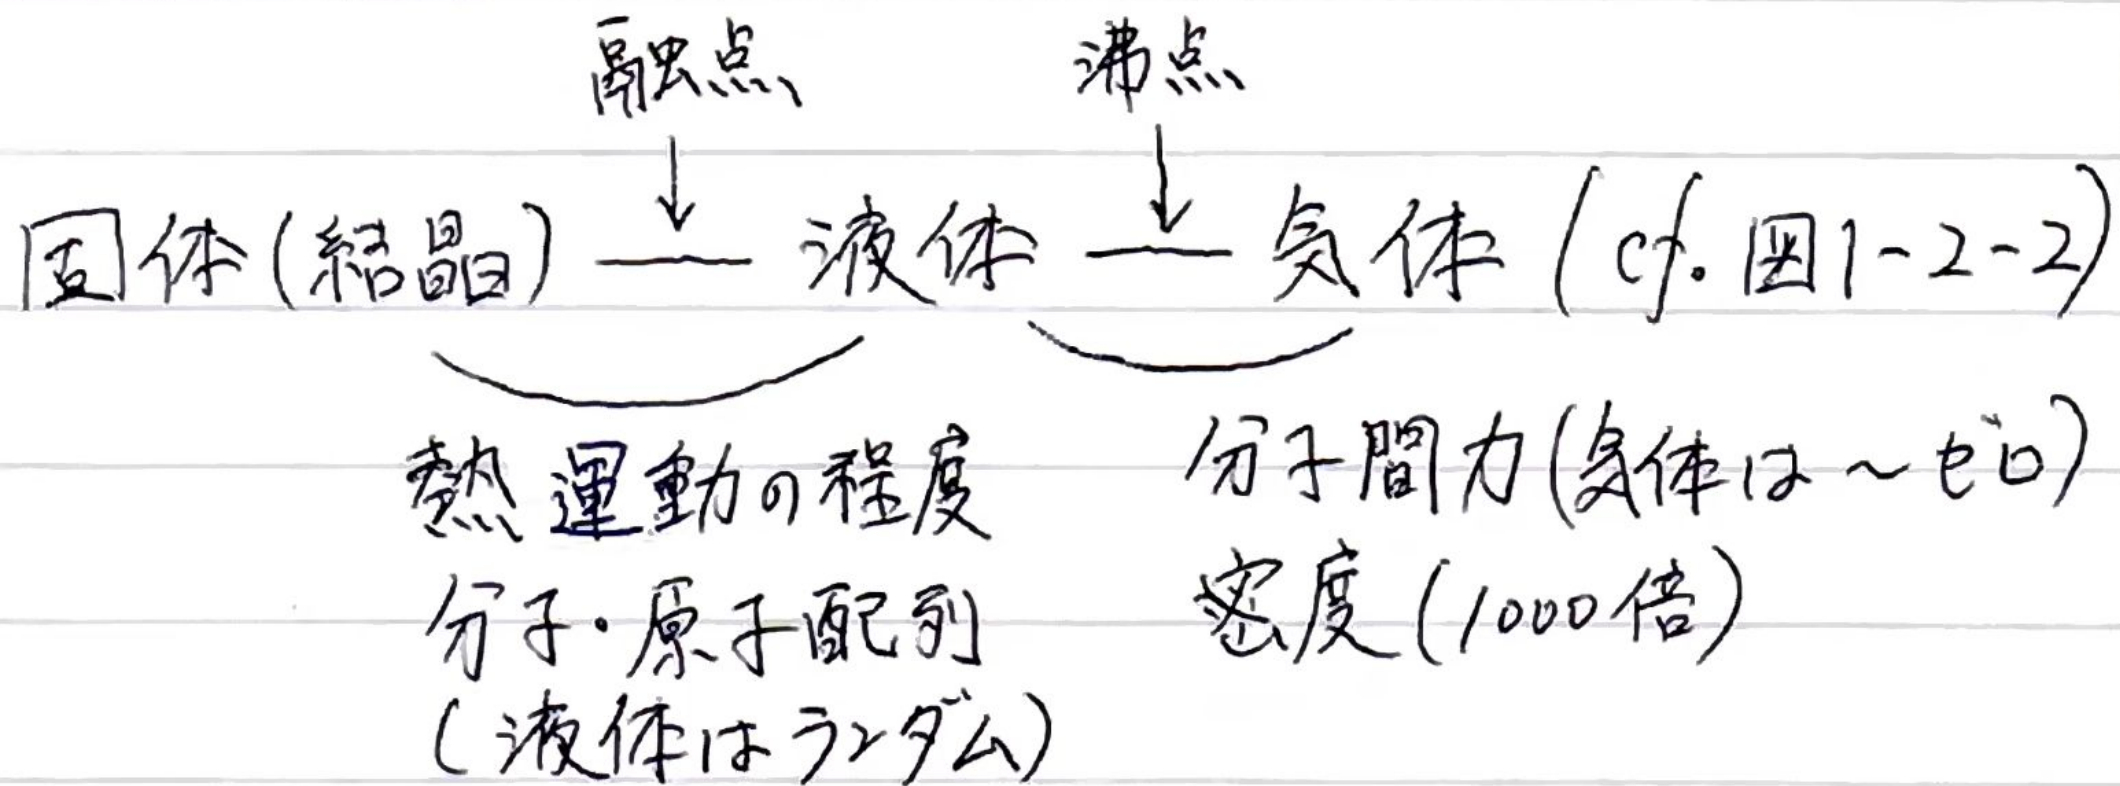 融点 沸点
固体(結晶) — 液体 — 気体 (cf. 図1-2-2)
熱運動の程度 分子間力(気体は〜ゼロ)
分子・原子配列 密度(1000倍)
(液体はランダム)